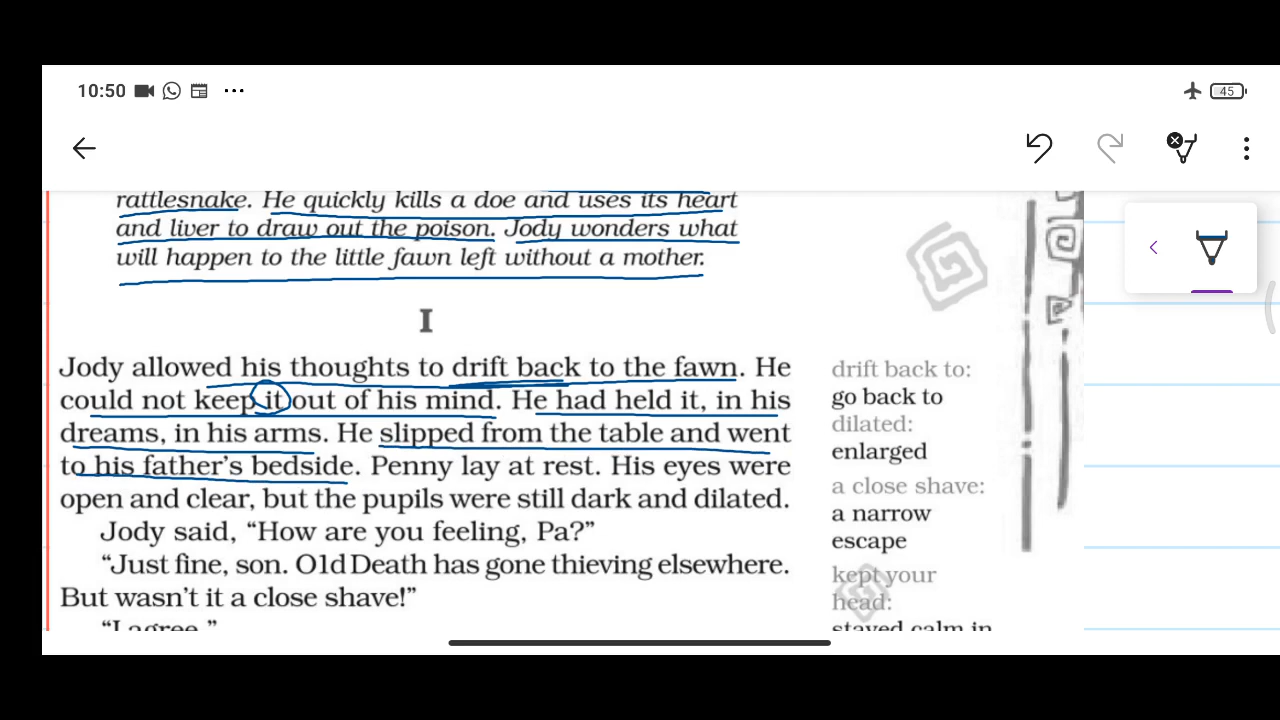 10:50
45
rattlesnake. He quickly kills a doe and uses its heart
and liver to draw out the poison. Jody wonders what
will happen to the little fawn left without a mother.
I
Jody allowed his thoughts to drift back to the fawn. He
could not keep it out of his mind. He had held it, in his
dreams, in his arms. He slipped from the table and went
to his father's bedside. Penny lay at rest. His eyes were
open and clear, but the pupils were still dark and dilated.
Jody said, “How are you feeling, Pa?”
“Just fine, son. Old Death has gone thieving elsewhere.
But wasn't it a close shave!”
“I agree.”
drift back to:
go back to
dilated:
enlarged
a close shave:
a narrow
escape
kept your
head:
stayed calm in